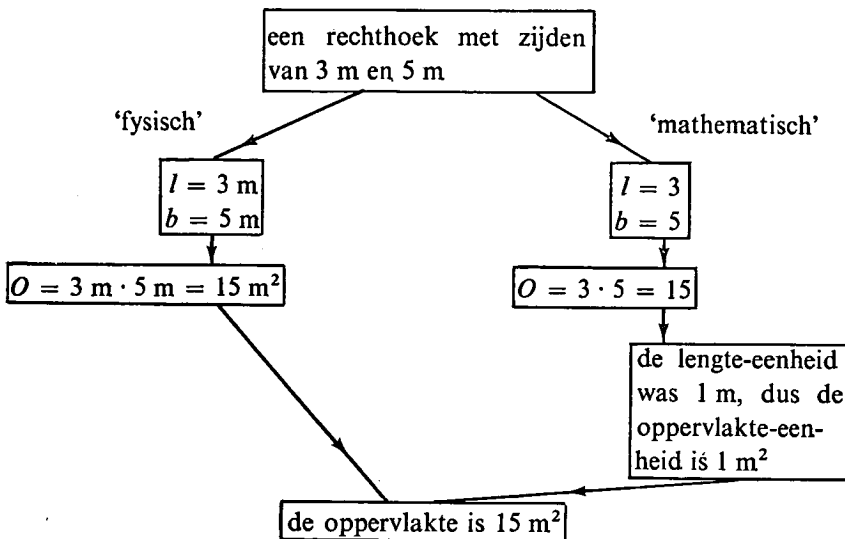 een rechthoek met zijden
van 3 m en 5 m
‘fysisch’
‘mathematisch’
l = 3 m
b = 5 m
l = 3
b = 5
O = 3 m · 5 m = 15 m²
O = 3 · 5 = 15
de lengte-eenheid
was 1 m, dus de
oppervlakte-een-
heid is 1 m²
de oppervlakte is 15 m²